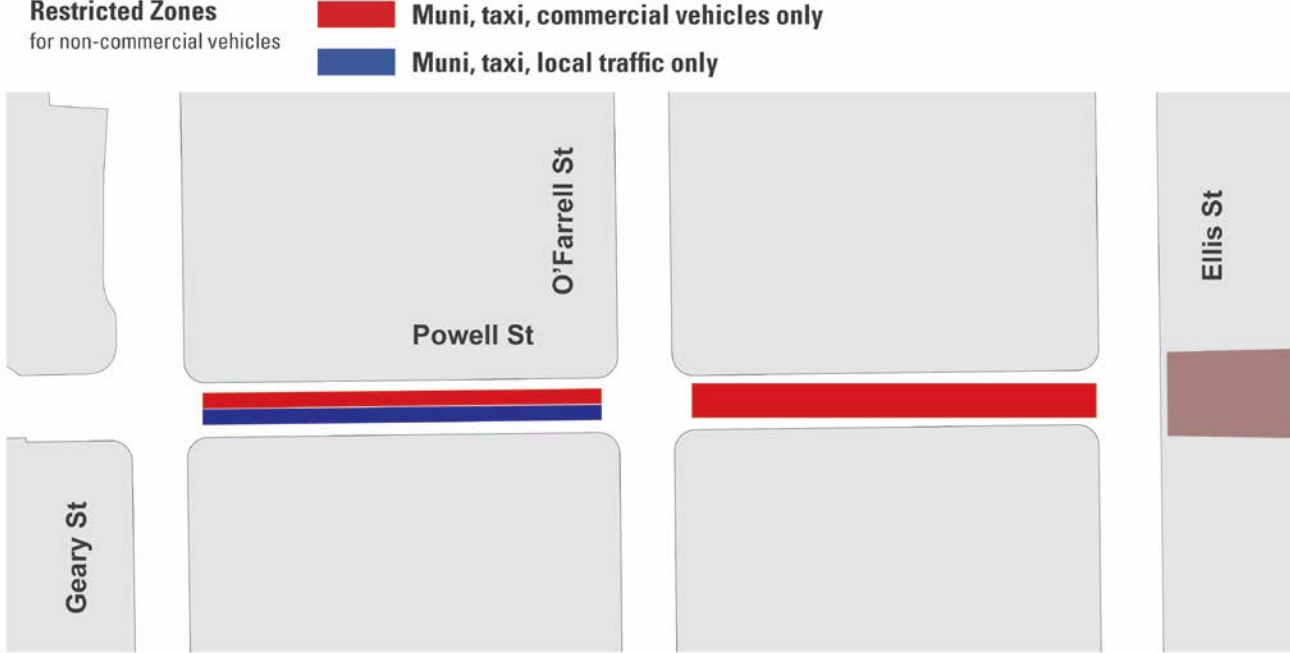 Restricted Zones
for non-commercial vehicles
Muni, taxi, commercial vehicles only
Muni, taxi, local traffic only
O'Farrell St
Ellis St
Powell St
Geary St